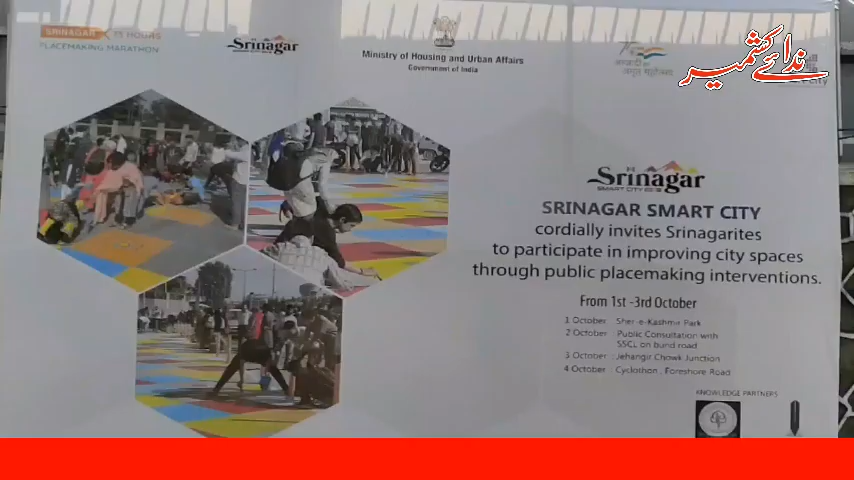 SRINAGAR 75 HOURS
PLACEMAKING MARATHON
Srinagar
Ministry of Housing and Urban Affairs
Government of India
ندائے کشمیر
Srinagar
SMART CITY
SRINAGAR SMART CITY
cordially invites Srinagarites
to participate in improving city spaces
through public placemaking interventions.
From 1st -3rd October
1 October : Sher-e-Kashmir Park
2 October : Public Consultation with
SSCL on bund road
3 October : Jehangir Chowk Junction
4 October : Cyclothon , Foreshore Road
KNOWLEDGE PARTNERS